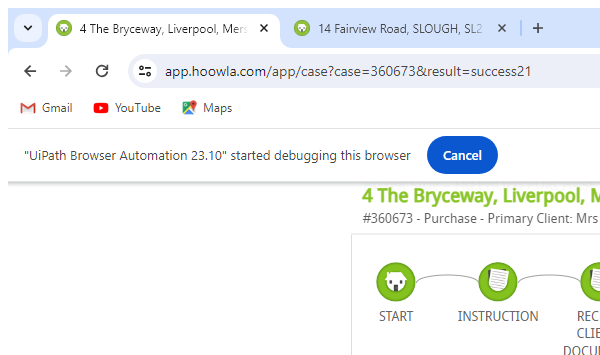 4 The Bryceway, Liverpool, Mers
14 Fairview Road, SLOUGH, SL2
app.hoowla.com/app/case?case=360673&result=success21
Gmail
YouTube
Maps
"UiPath Browser Automation 23.10" started debugging this browser
Cancel
4 The Bryceway, Liverpool, M
#360673 - Purchase - Primary Client: Mrs
START
INSTRUCTION
REC
CLIE
DOCU